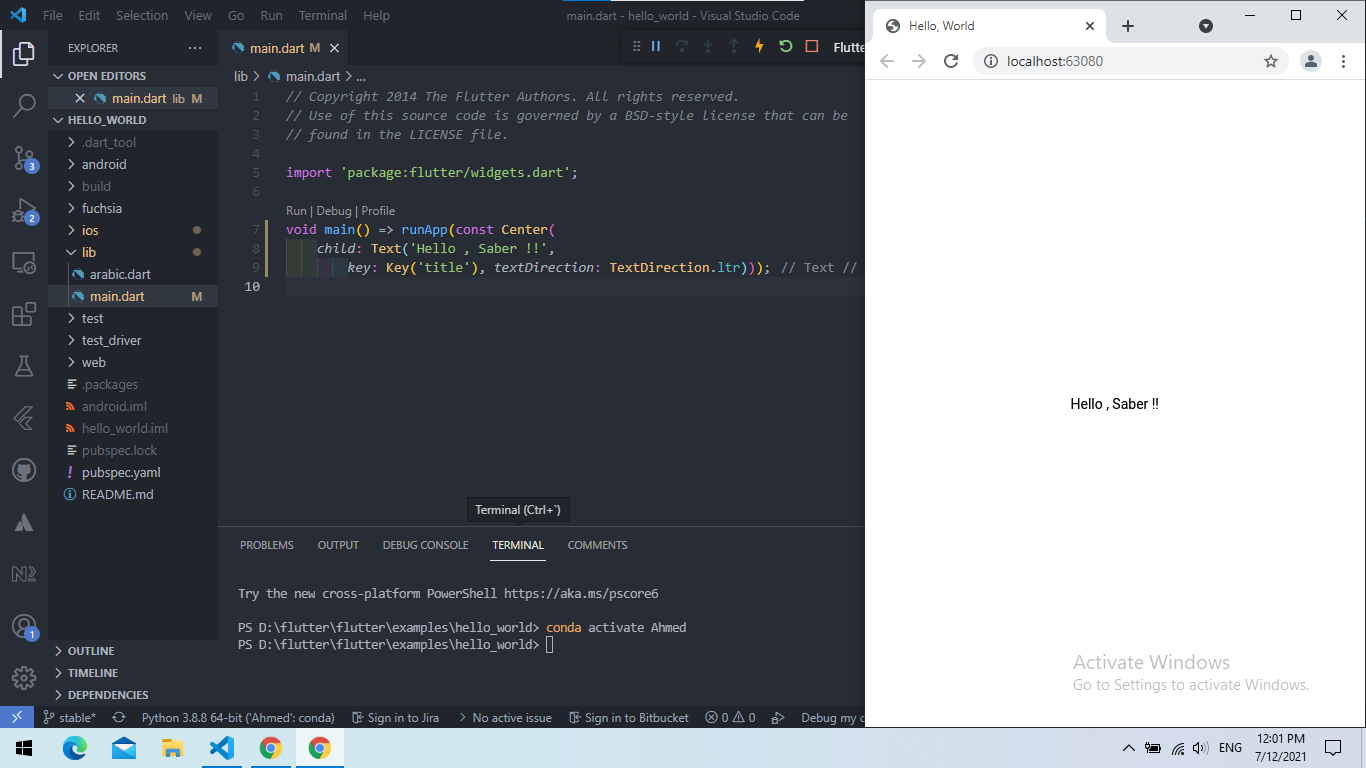 File Edit Selection View Go Run Terminal Help
main.dart - hello_world - Visual Studio Code
EXPLORER
OPEN EDITORS
main.dart lib M
HELLO_WORLD
.dart_tool
android
build
fuchsia
ios
lib
arabic.dart
main.dart M
test
test_driver
web
.packages
android.iml
hello_world.iml
pubspec.lock
pubspec.yaml
README.md
OUTLINE
TIMELINE
DEPENDENCIES
3
2
1
main.dart M
Flutte
lib > main.dart > ...
1 // Copyright 2014 The Flutter Authors. All rights reserved.
2 // Use of this source code is governed by a BSD-style license that can be
3 // found in the LICENSE file.
4
5 import 'package:flutter/widgets.dart';
6
Run | Debug | Profile
7 void main() => runApp(const Center(
8 child: Text('Hello , Saber !!',
9 key: Key('title'), textDirection: TextDirection.ltr))); // Text //
10
Terminal (Ctrl+`)
PROBLEMS OUTPUT DEBUG CONSOLE TERMINAL COMMENTS
Try the new cross-platform PowerShell https://aka.ms/pscore6
PS D:\flutter\flutter\examples\hello_world> conda activate Ahmed
PS D:\flutter\flutter\examples\hello_world>
stable* Python 3.8.8 64-bit ('Ahmed': conda) Sign in to Jira No active issue Sign in to Bitbucket 0 0 Debug my c
Hello, World
localhost:63080
Hello , Saber !!
Activate Windows
Go to Settings to activate Windows.
ENG
12:01 PM
7/12/2021